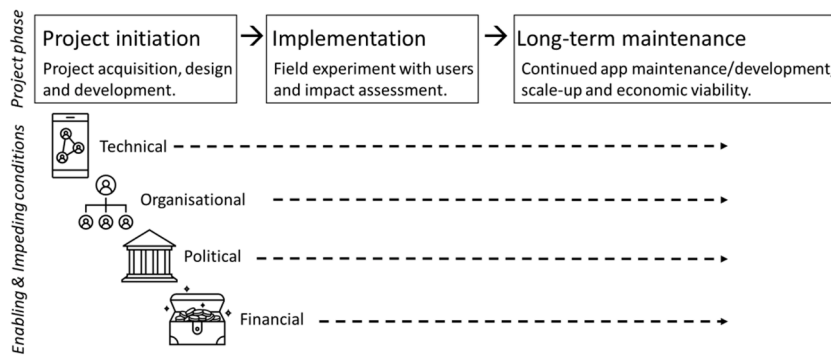 Project phase
Project initiation
Project acquisition, design
and development.
Implementation
Field experiment with users
and impact assessment.
Long-term maintenance
Continued app maintenance/development,
scale-up and economic viability.
Enabling & Impeding conditions
Technical
Organisational
Political
Financial